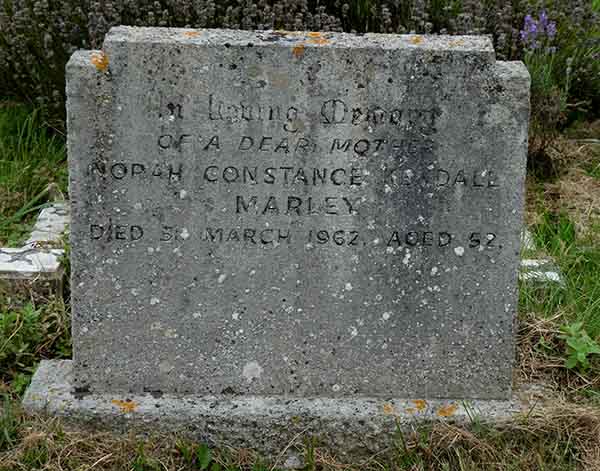 In Loving Memory
OF A DEAR MOTHER
NORAH CONSTANCE KENDALL
MARLEY
DIED 31 MARCH 1962, AGED 52.